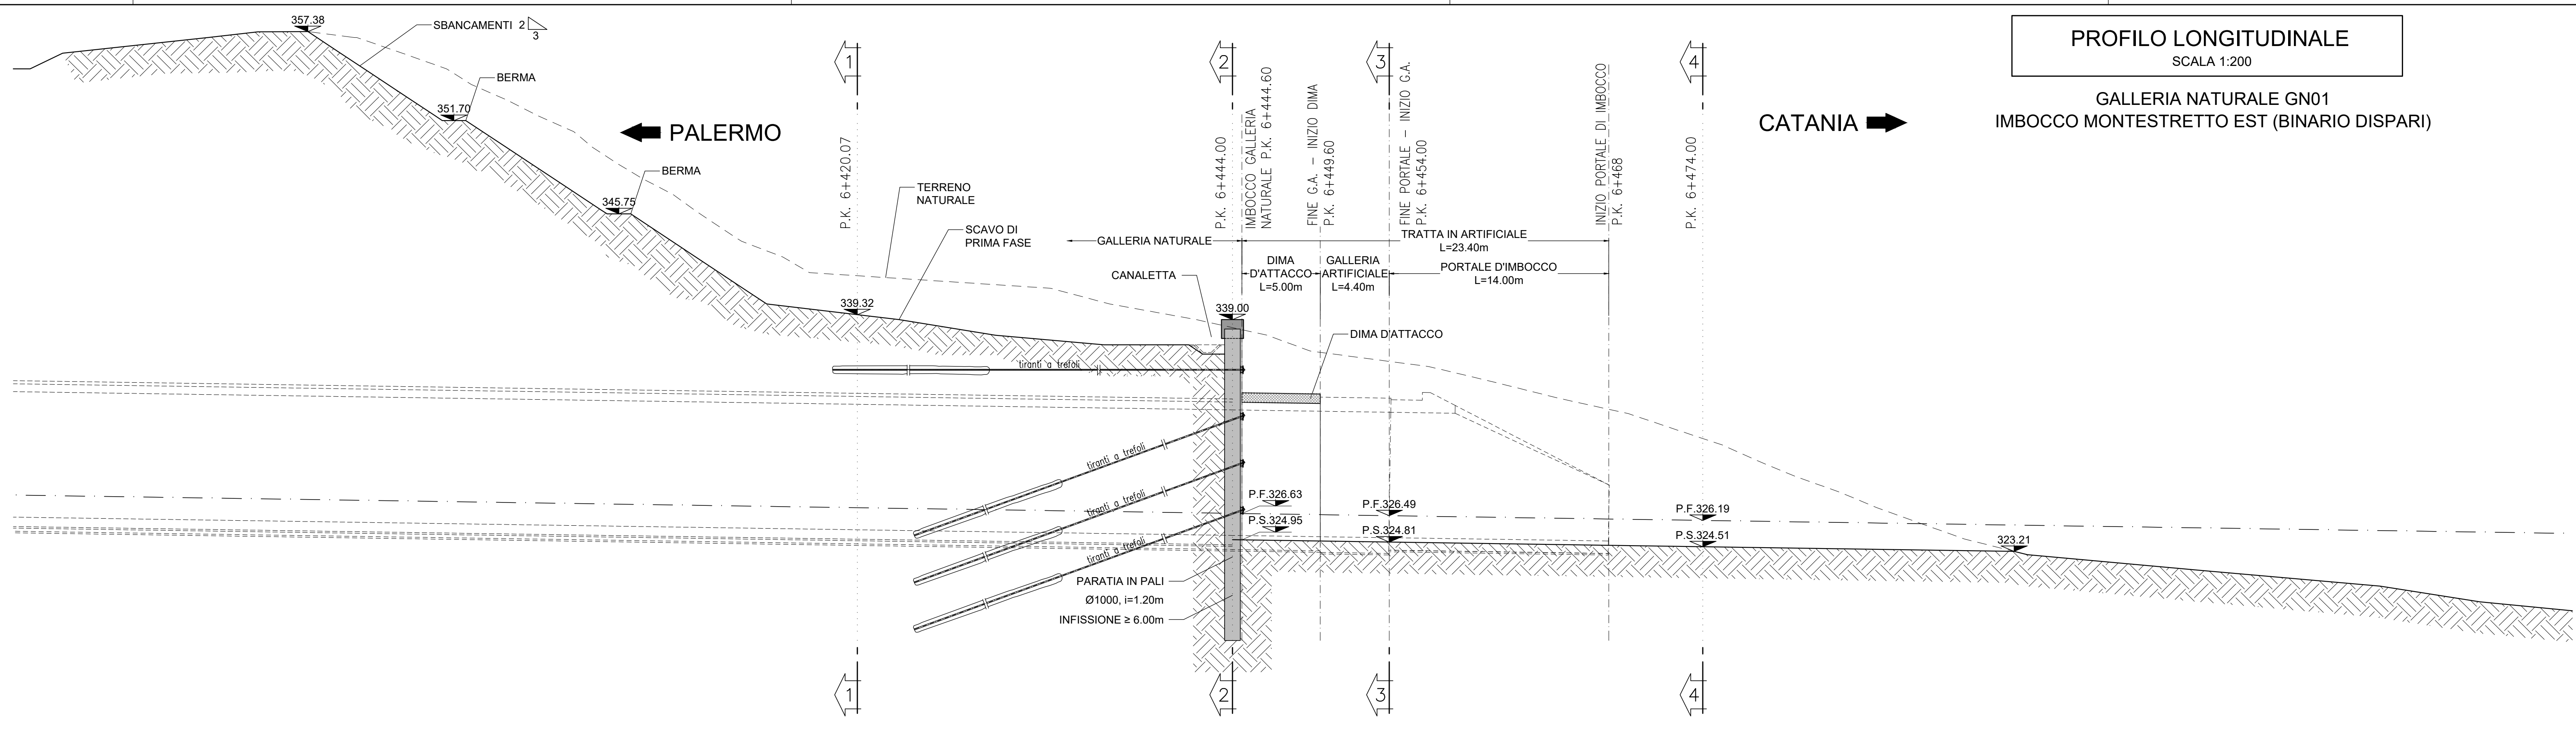 PROFILO LONGITUDINALE
SCALA 1:200
GALLERIA NATURALE GN01
IMBOCCO MONTESTRETTO EST (BINARIO DISPARI)
357.38
SBANCAMENTI 2
3
BERMA
351.70
BERMA
345.75
PALERMO
CATANIA
1
2
3
4
P.K. 6+420.07
P.K. 6+444.00
IMBOCCO GALLERIA
NATURALE P.K. 6+444.60
FINE G.A. – INIZIO DIMA
P.K. 6+449.60
FINE PORTALE – INIZIO G.A.
P.K. 6+454.00
INIZIO PORTALE DI IMBOCCO
P.K. 6+468
P.K. 6+474.00
TERRENO
NATURALE
SCAVO DI
PRIMA FASE
GALLERIA NATURALE
TRATTA IN ARTIFICIALE
L=23.40m
DIMA
D'ATTACCO
L=5.00m
GALLERIA
ARTIFICIALE
L=4.40m
PORTALE D'IMBOCCO
L=14.00m
CANALETTA
339.32
339.00
DIMA D'ATTACCO
tiranti a trefoli
tiranti a trefoli
tiranti a trefoli
tiranti a trefoli
P.F.326.63
P.S.324.95
P.F.326.49
P.S.324.81
P.F.326.19
P.S.324.51
323.21
PARATIA IN PALI
Ø1000, i=1.20m
INFISSIONE ≥ 6.00m
1
2
3
4